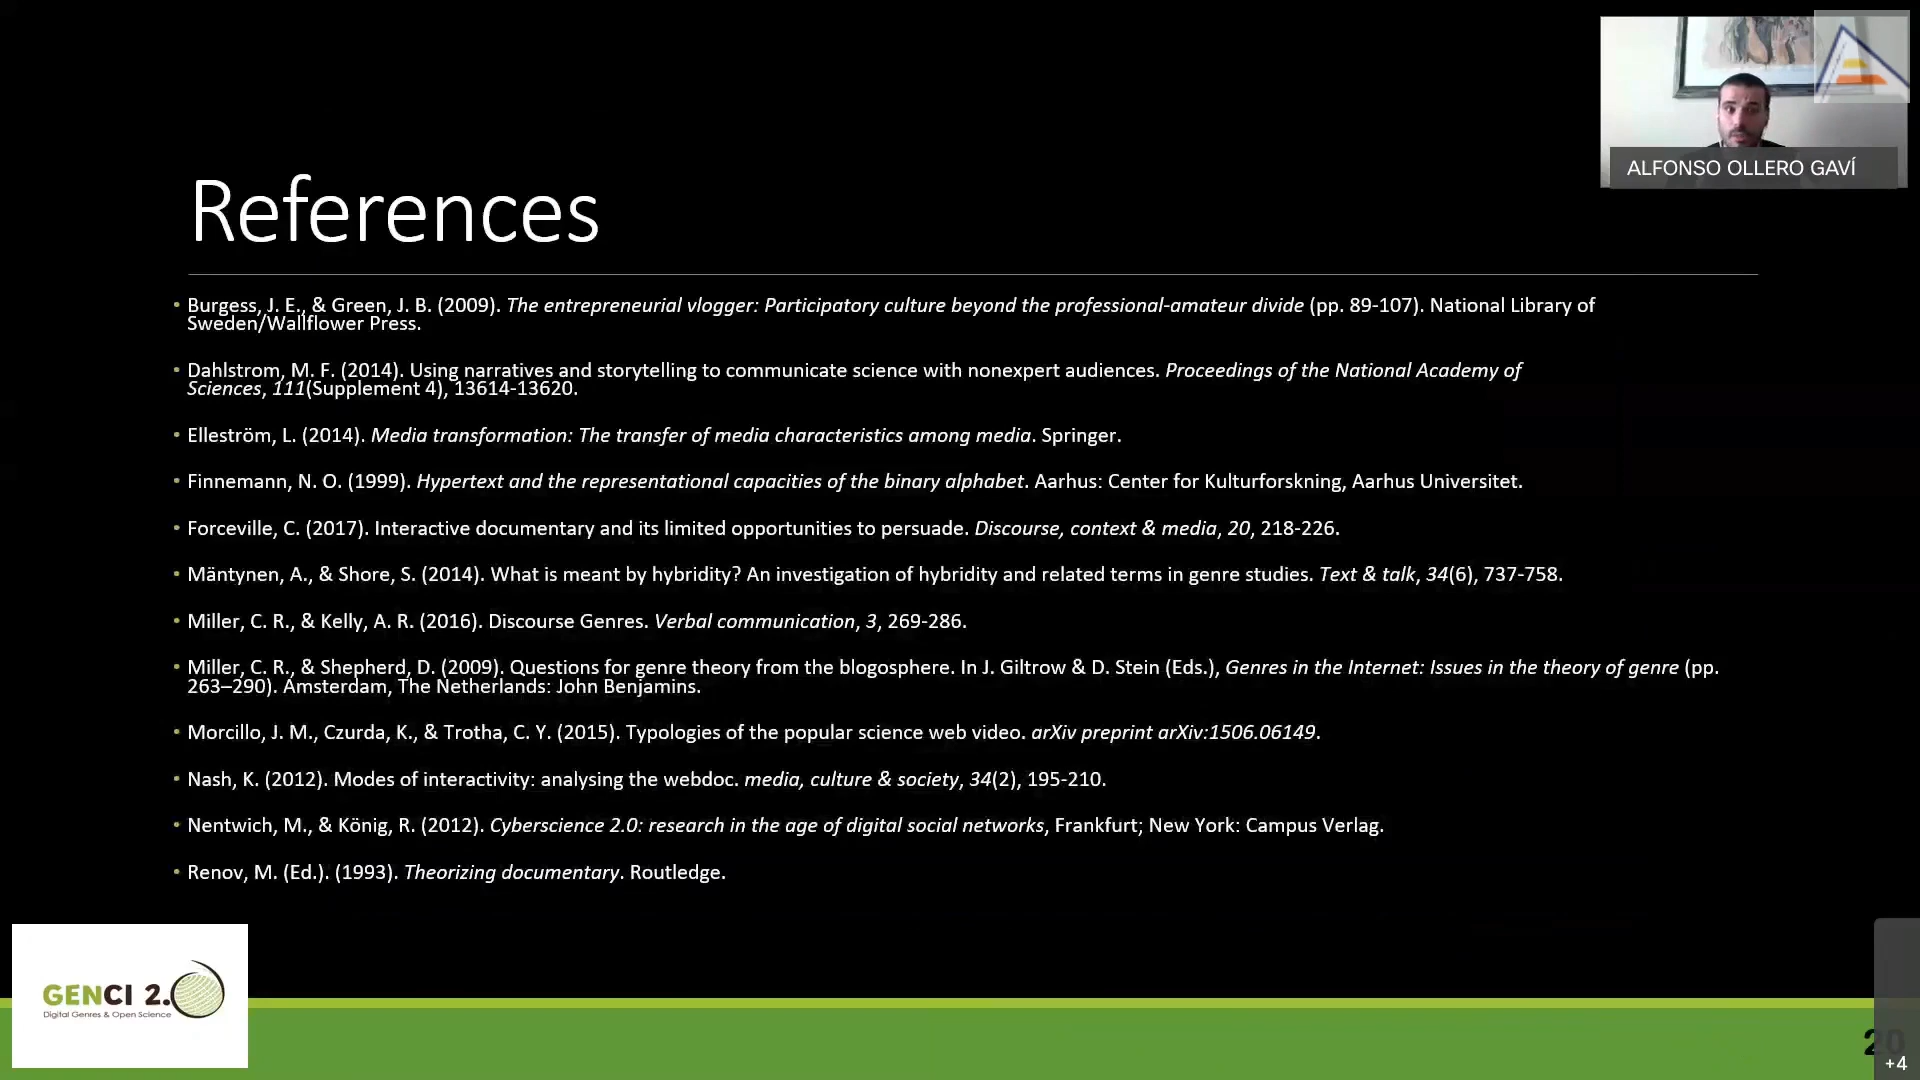 ALFONSO OLLERO GAVÍ
References
• Burgess, J. E., & Green, J. B. (2009). The entrepreneurial vlogger: Participatory culture beyond the professional-amateur divide (pp. 89-107). National Library of
Sweden/Wallflower Press.
• Dahlstrom, M. F. (2014). Using narratives and storytelling to communicate science with nonexpert audiences. Proceedings of the National Academy of
Sciences, 111(Supplement 4), 13614-13620.
• Elleström, L. (2014). Media transformation: The transfer of media characteristics among media. Springer.
• Finnemann, N. O. (1999). Hypertext and the representational capacities of the binary alphabet. Aarhus: Center for Kulturforskning, Aarhus Universitet.
• Forceville, C. (2017). Interactive documentary and its limited opportunities to persuade. Discourse, context & media, 20, 218-226.
• Mäntynen, A., & Shore, S. (2014). What is meant by hybridity? An investigation of hybridity and related terms in genre studies. Text & talk, 34(6), 737-758.
• Miller, C. R., & Kelly, A. R. (2016). Discourse Genres. Verbal communication, 3, 269-286.
• Miller, C. R., & Shepherd, D. (2009). Questions for genre theory from the blogosphere. In J. Giltrow & D. Stein (Eds.), Genres in the Internet: Issues in the theory of genre (pp.
263–290). Amsterdam, The Netherlands: John Benjamins.
• Morcillo, J. M., Czurda, K., & Trotha, C. Y. (2015). Typologies of the popular science web video. arXiv preprint arXiv:1506.06149.
• Nash, K. (2012). Modes of interactivity: analysing the webdoc. media, culture & society, 34(2), 195-210.
• Nentwich, M., & König, R. (2012). Cyberscience 2.0: research in the age of digital social networks, Frankfurt; New York: Campus Verlag.
• Renov, M. (Ed.). (1993). Theorizing documentary. Routledge.
GENCI 2.0
Digital Genres & Open Science
20
+4